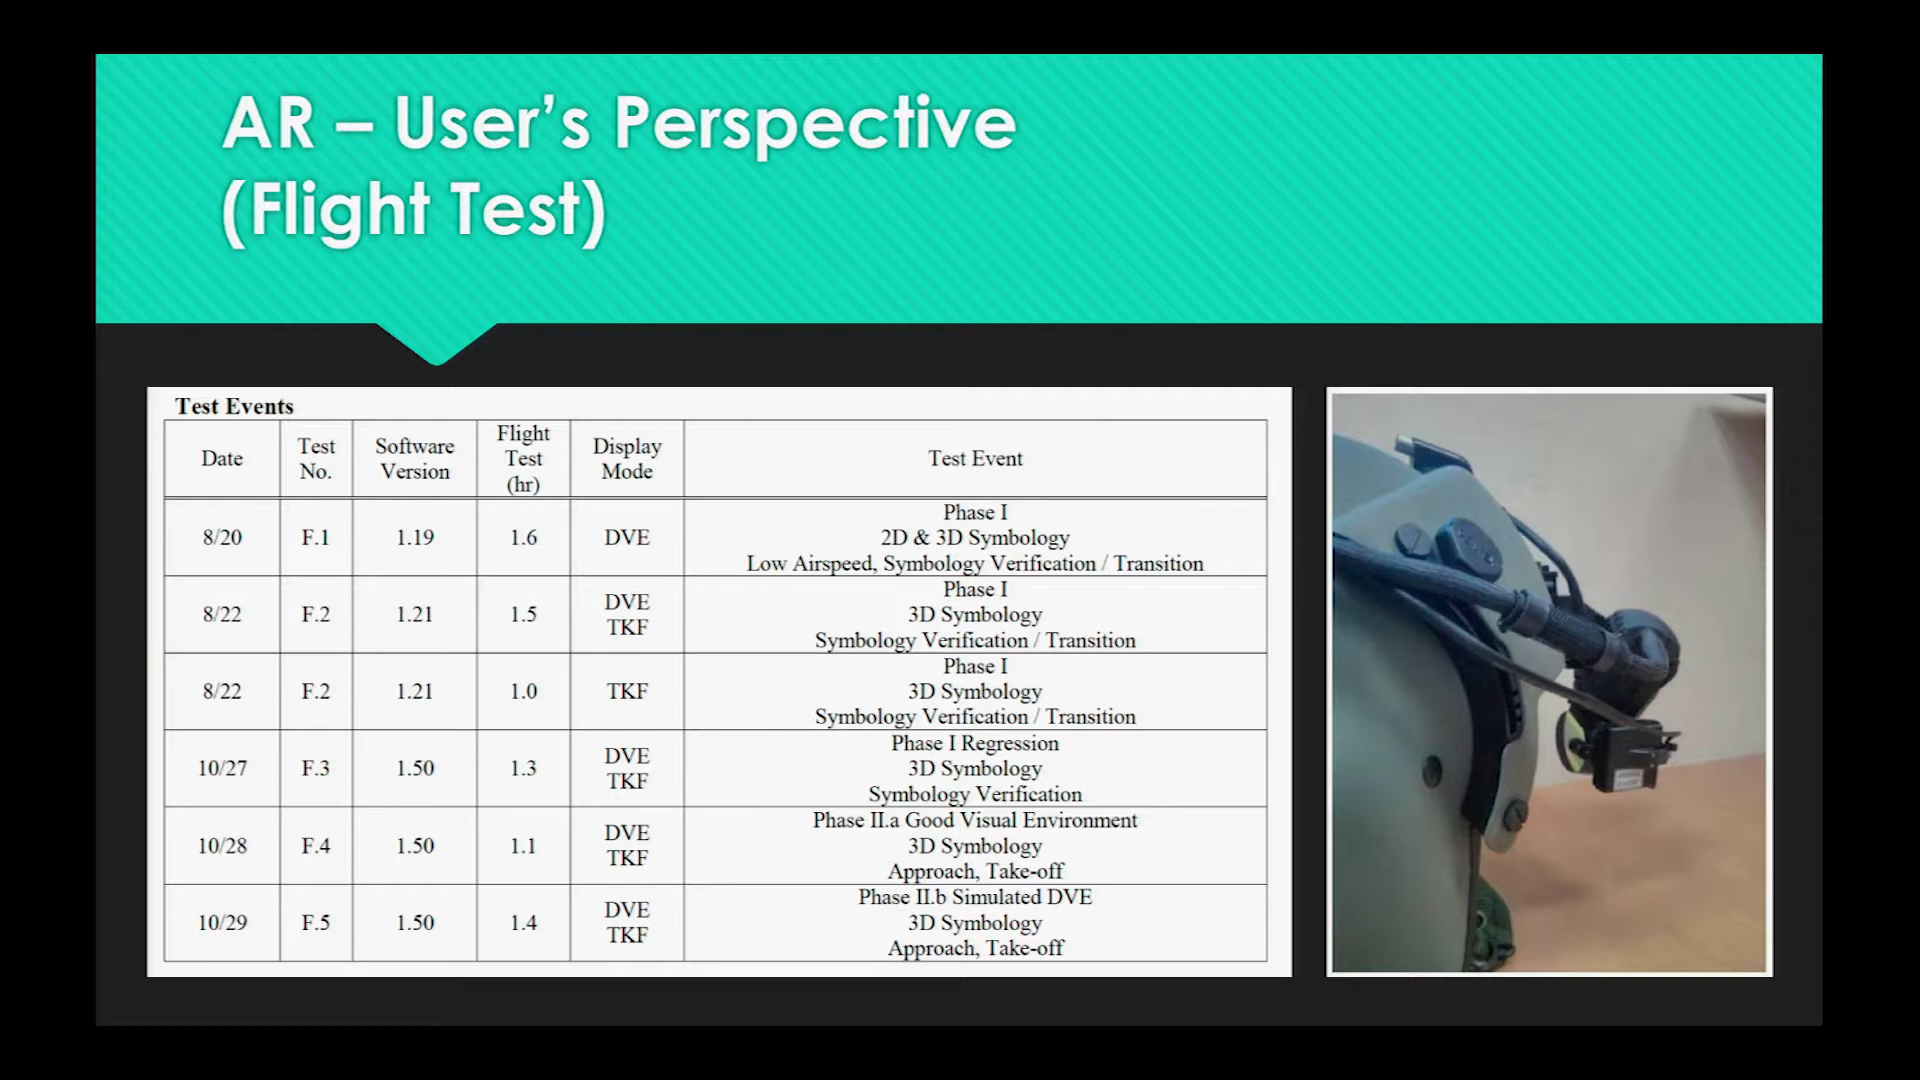 AR – User's Perspective
(Flight Test)
Test Events
Date | Test No. | Software Version | Flight Test (hr) | Display Mode | Test Event
8/20 | F.1 | 1.19 | 1.6 | DVE | Phase I
2D & 3D Symbology
Low Airspeed, Symbology Verification / Transition
8/22 | F.2 | 1.21 | 1.5 | DVE TKF | Phase I
3D Symbology
Symbology Verification / Transition
8/22 | F.2 | 1.21 | 1.0 | TKF | Phase I
3D Symbology
Symbology Verification / Transition
10/27 | F.3 | 1.50 | 1.3 | DVE TKF | Phase I Regression
3D Symbology
Symbology Verification
10/28 | F.4 | 1.50 | 1.1 | DVE TKF | Phase II.a Good Visual Environment
3D Symbology
Approach, Take-off
10/29 | F.5 | 1.50 | 1.4 | DVE TKF | Phase II.b Simulated DVE
3D Symbology
Approach, Take-off